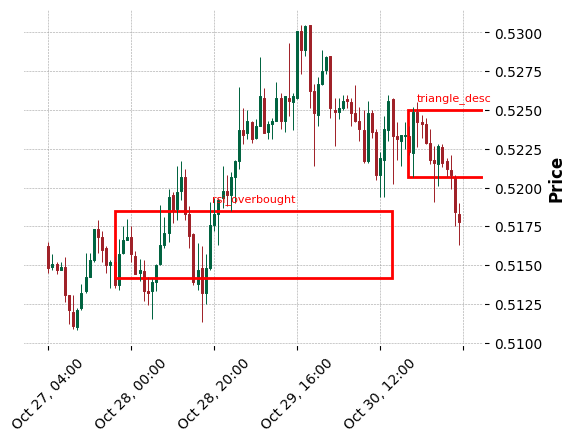 0.5300
0.5275
triangle_desc
0.5250
0.5225
0.5200
rsi_overbought
0.5175
0.5150
0.5125
0.5100
Price
Oct 27, 04:00
Oct 28, 00:00
Oct 28, 20:00
Oct 29, 16:00
Oct 30, 12:00